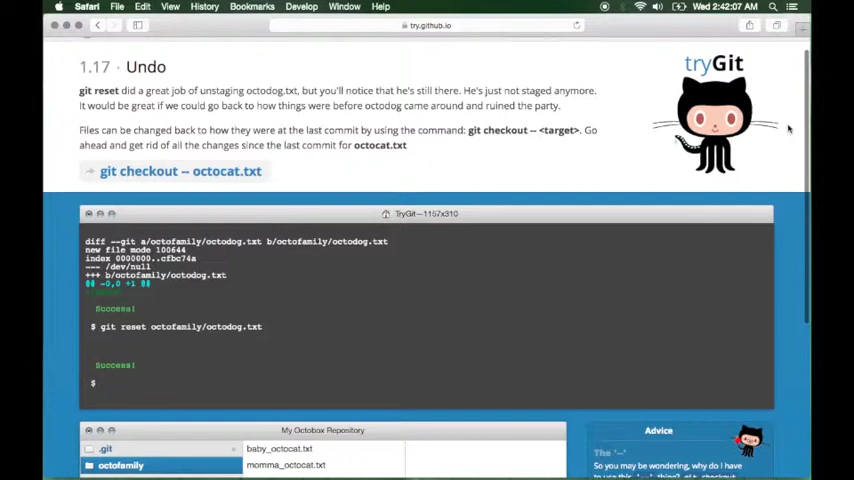 Safari File Edit View History Bookmarks Develop Window Help Wed 2:42:07 AM
try.github.io
1.17 · Undo
tryGit
git reset did a great job of unstaging octodog.txt, but you'll notice that he's still there. He's just not staged anymore.
It would be great if we could go back to how things were before octodog came around and ruined the party.
Files can be changed back to how they were at the last commit by using the command: git checkout -- <target>. Go
ahead and get rid of all the changes since the last commit for octocat.txt
git checkout -- octocat.txt
TryGit—1157x310
diff --git a/octofamily/octodog.txt b/octofamily/octodog.txt
new file mode 100644
index 0000000..cfbc74a
--- /dev/null
+++ b/octofamily/octodog.txt
@@ -0,0 +1 @@
Success!
$ git reset octofamily/octodog.txt
Success!
$
My Octobox Repository
Advice
.git
baby_octocat.txt
octofamily
momma_octocat.txt
The '--'
So you may be wondering, why do I have